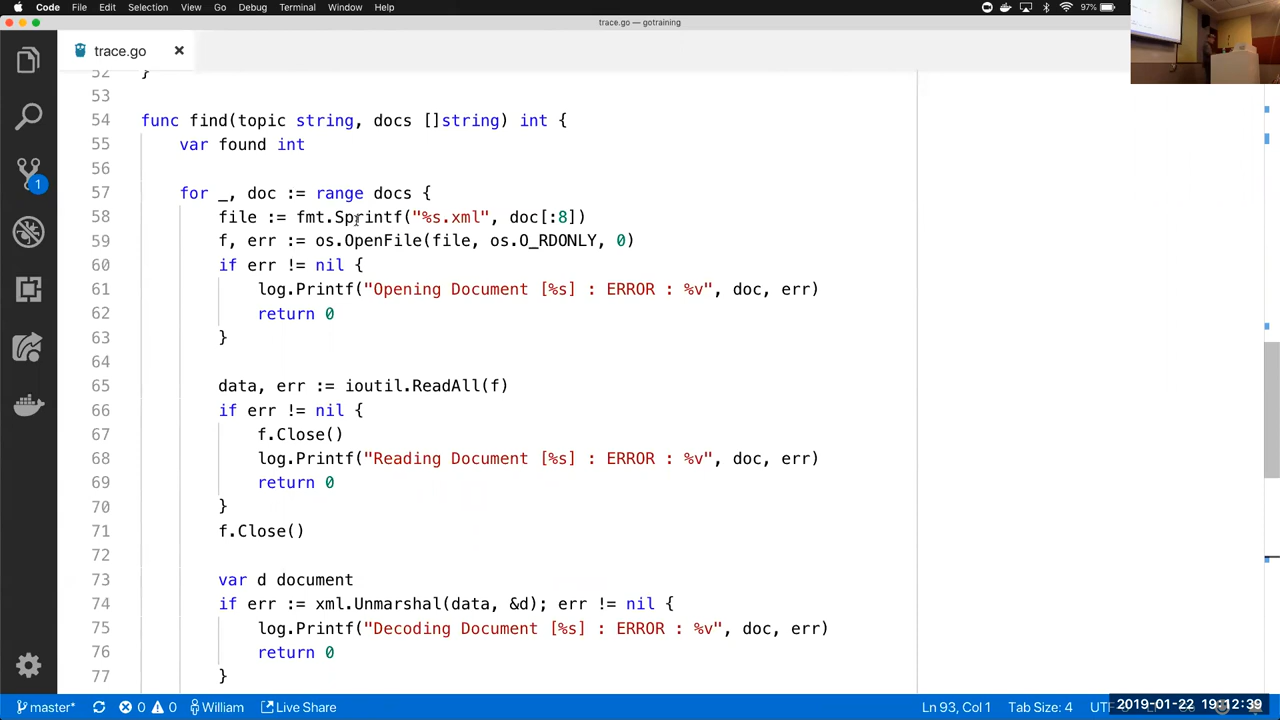 Code File Edit Selection View Go Debug Terminal Window Help 97%
trace.go — gotraining
trace.go
52 }
53
54 func find(topic string, docs []string) int {
55 var found int
56
57 for _, doc := range docs {
58 file := fmt.Sprintf("%s.xml", doc[:8])
59 f, err := os.OpenFile(file, os.O_RDONLY, 0)
60 if err != nil {
61 log.Printf("Opening Document [%s] : ERROR : %v", doc, err)
62 return 0
63 }
64
65 data, err := ioutil.ReadAll(f)
66 if err != nil {
67 f.Close()
68 log.Printf("Reading Document [%s] : ERROR : %v", doc, err)
69 return 0
70 }
71 f.Close()
72
73 var d document
74 if err := xml.Unmarshal(data, &d); err != nil {
75 log.Printf("Decoding Document [%s] : ERROR : %v", doc, err)
76 return 0
77 }
1
master* 0 0 William Live Share Ln 93, Col 1 Tab Size: 4
2019-01-22 19:12:39